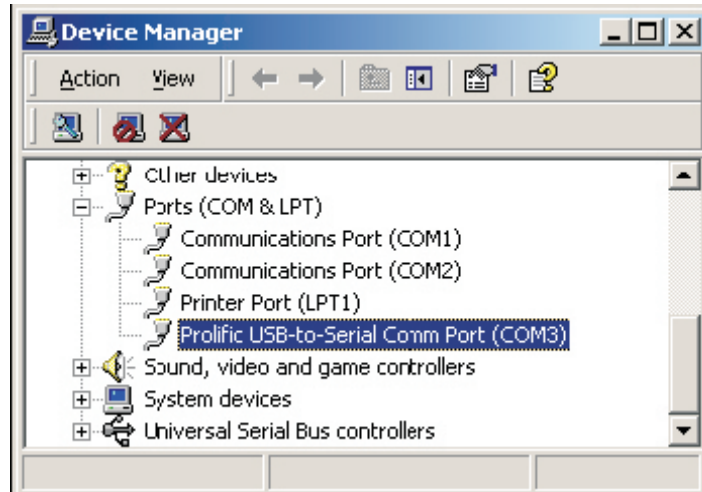 Device Manager
Action View
Other devices
Ports (COM & LPT)
Communications Port (COM1)
Communications Port (COM2)
Printer Port (LPT1)
Prolific USB-to-Serial Comm Port (COM3)
Sound, video and game controllers
System devices
Universal Serial Bus controllers